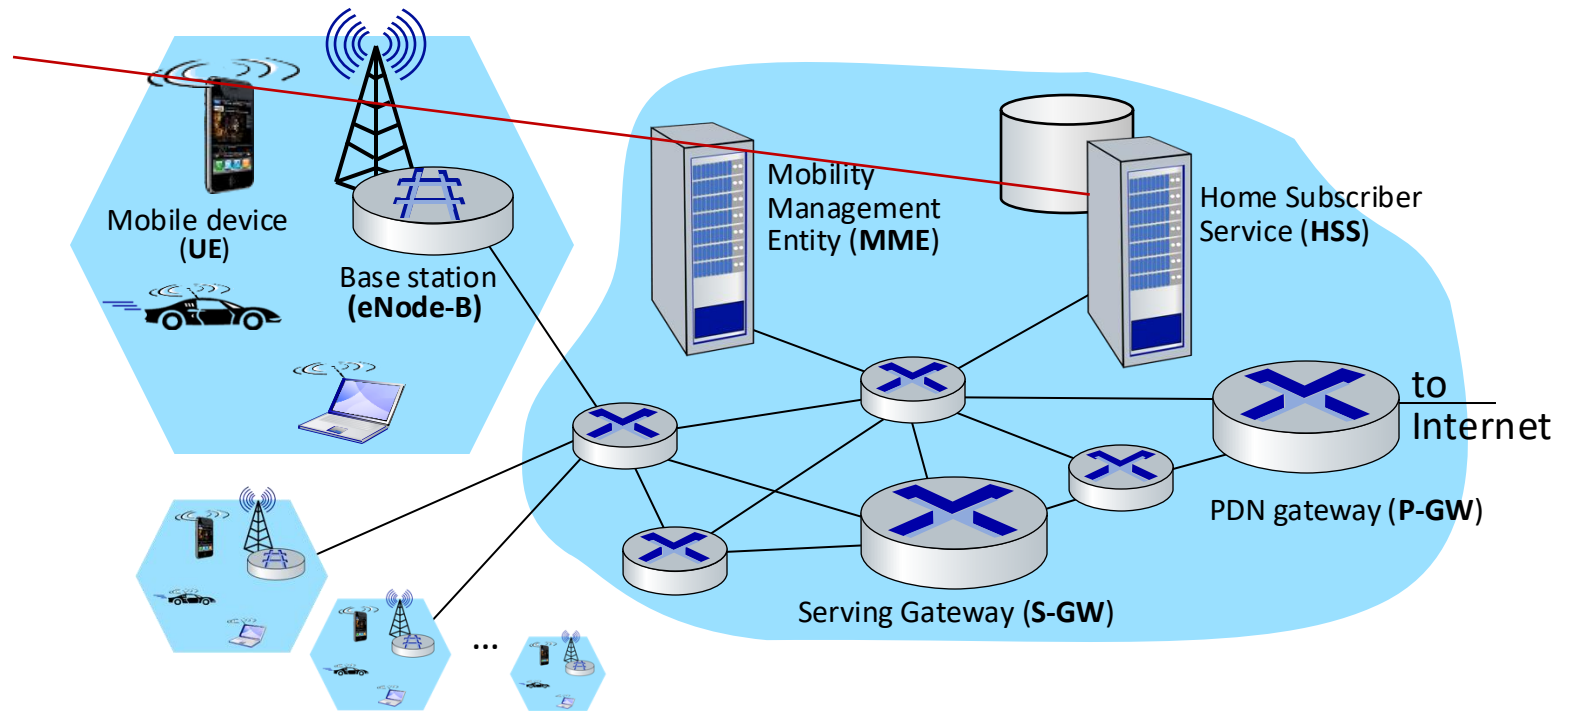 Mobile device
(UE)
Base station
(eNode-B)
Mobility
Management
Entity (MME)
Home Subscriber
Service (HSS)
to
Internet
PDN gateway (P-GW)
Serving Gateway (S-GW)
...